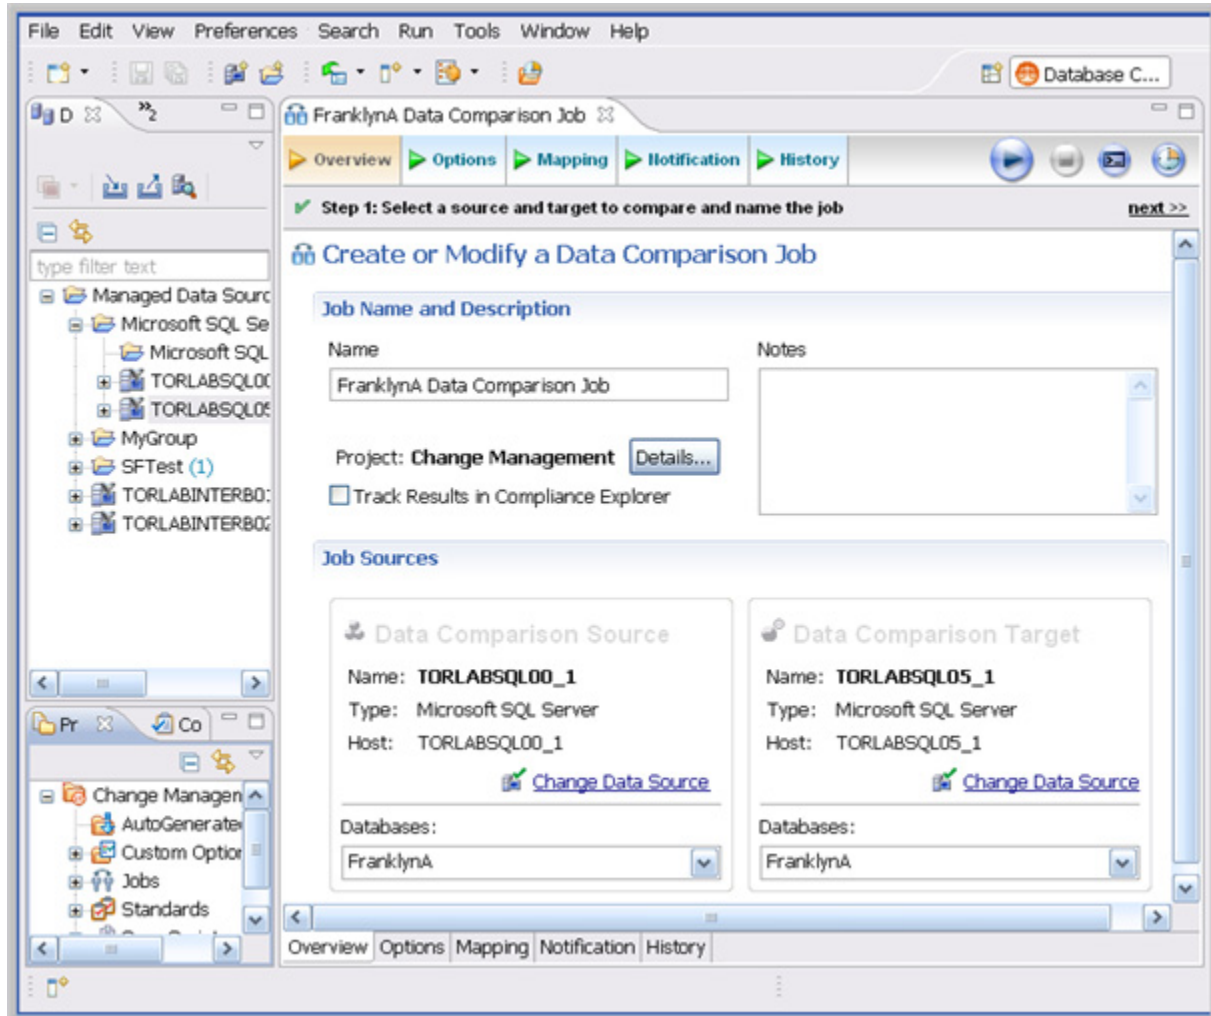 File Edit View Preferences Search Run Tools Window Help
Database C...
D »2
FranklynA Data Comparison Job
Overview Options Mapping Notification History
Step 1: Select a source and target to compare and name the job next >>
type filter text
Managed Data Sourc
Microsoft SQL Se
Microsoft SQL
TORLABSQL00
TORLABSQL05
MyGroup
SFTest (1)
TORLABINTERB01
TORLABINTERB02
Create or Modify a Data Comparison Job
Job Name and Description
Name
FranklynA Data Comparison Job
Notes
Project: Change Management Details...
Track Results in Compliance Explorer
Job Sources
Data Comparison Source
Name: TORLABSQL00_1
Type: Microsoft SQL Server
Host: TORLABSQL00_1
Change Data Source
Databases:
FranklynA
Data Comparison Target
Name: TORLABSQL05_1
Type: Microsoft SQL Server
Host: TORLABSQL05_1
Change Data Source
Databases:
FranklynA
Pr Co
Change Managen
AutoGenerate
Custom Option
Jobs
Standards
Overview Options Mapping Notification History